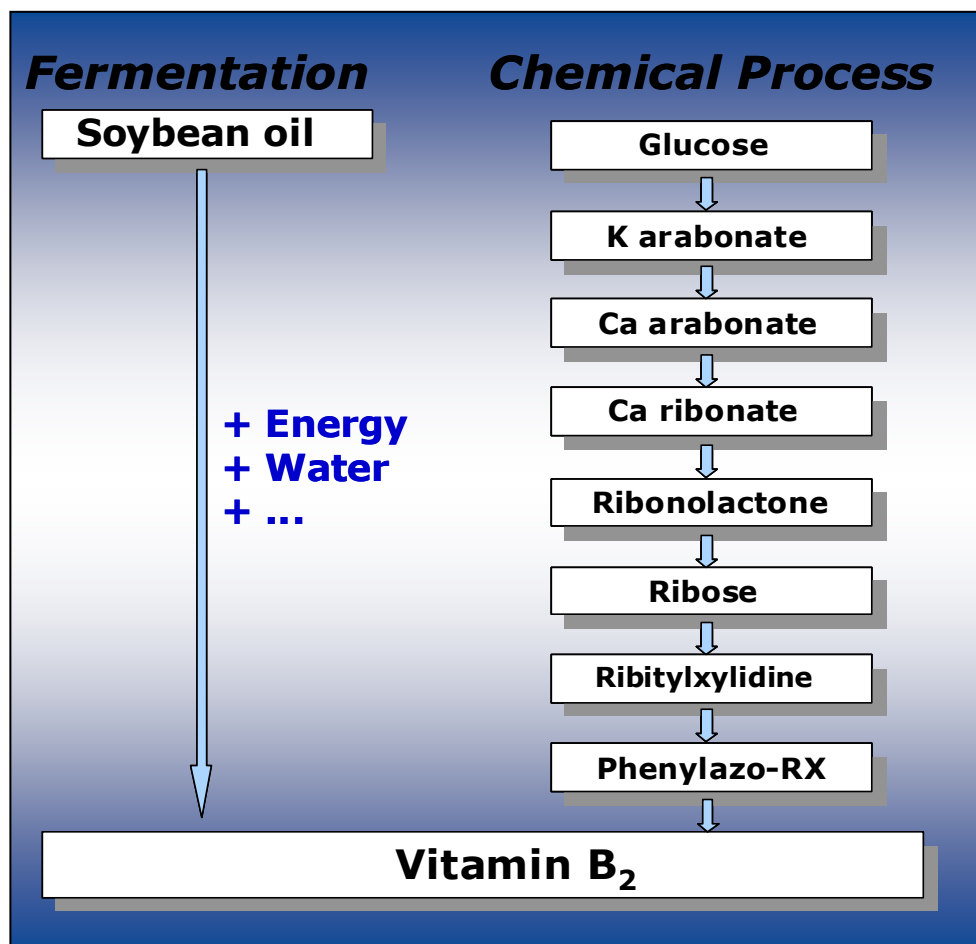 Fermentation
Soybean oil
+ Energy
+ Water
+ ...
Chemical Process
Glucose
K arabonate
Ca arabonate
Ca ribonate
Ribonolactone
Ribose
Ribitylxylidine
Phenylazo-RX
Vitamin B₂